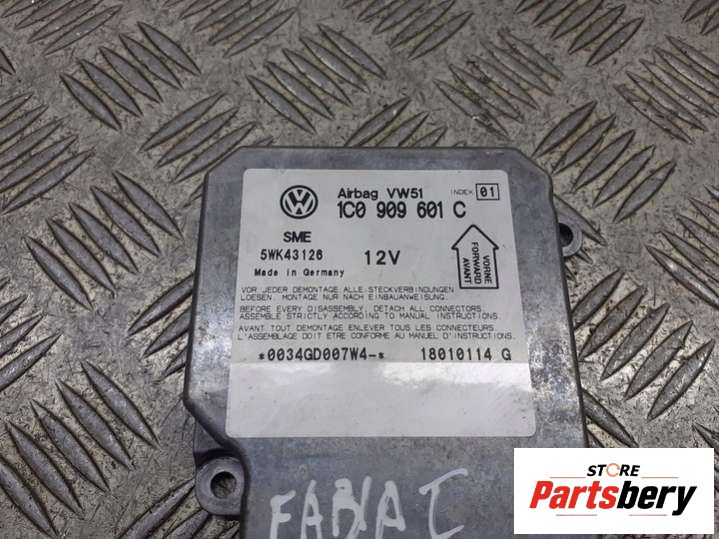 Airbag VW51 INDEX 01
1C0 909 601 C
SME
5WK43126 12V
Made in Germany
VORNE
FORWARD
AVANT
VOR JEDER DEMONTAGE ALLE STECKVERBINDUNGEN
LOESEN. MONTAGE NUR NACH EINBAUANWEISUNG.
BEFORE EVERY DISASSEMBLY, DETACH ALL CONNECTORS.
ASSEMBLE STRICTLY ACCORDING TO MANUAL INSTRUCTIONS.
AVANT TOUT DEMONTAGE ENLEVER TOUS LES CONNECTEURS.
L'ASSEMBLAGE DOIT ETRE CONFORME AU MANUEL D'INSTRUKTIONS.
*0034GD007W4-* 18010114 G
FABIA I
STORE
Partsbery